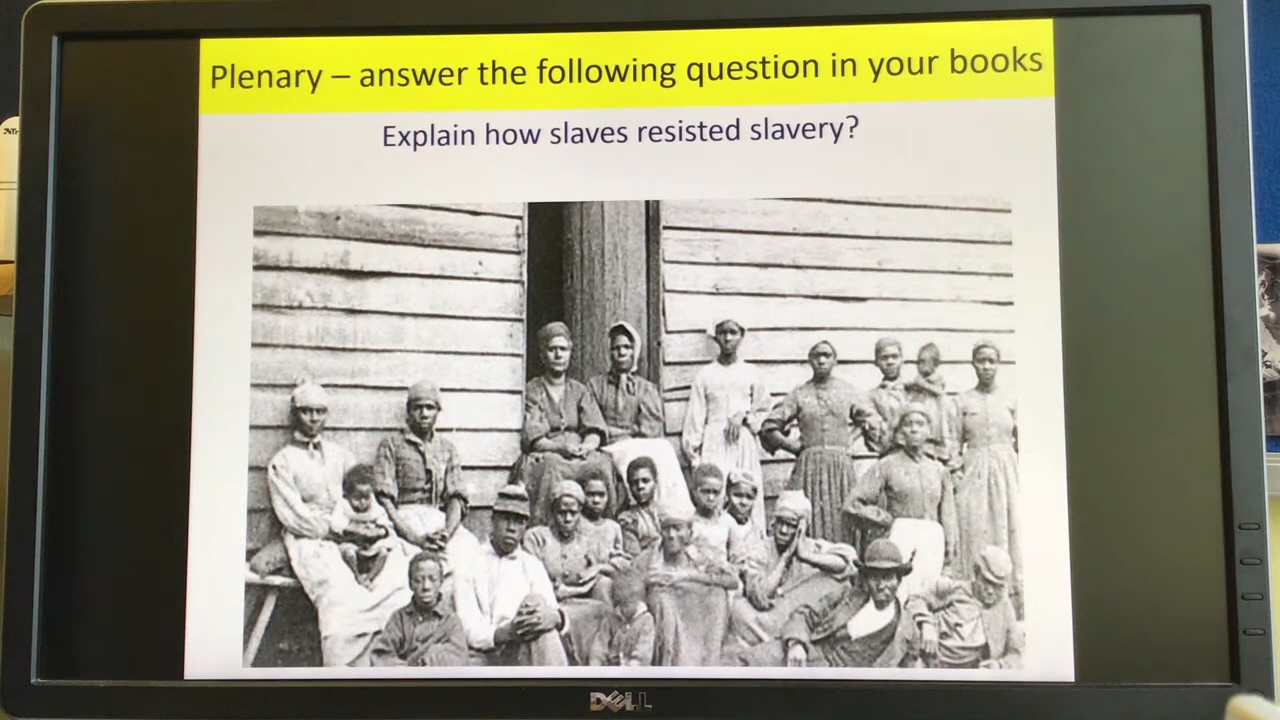 Plenary – answer the following question in your books
Explain how slaves resisted slavery?
DELL